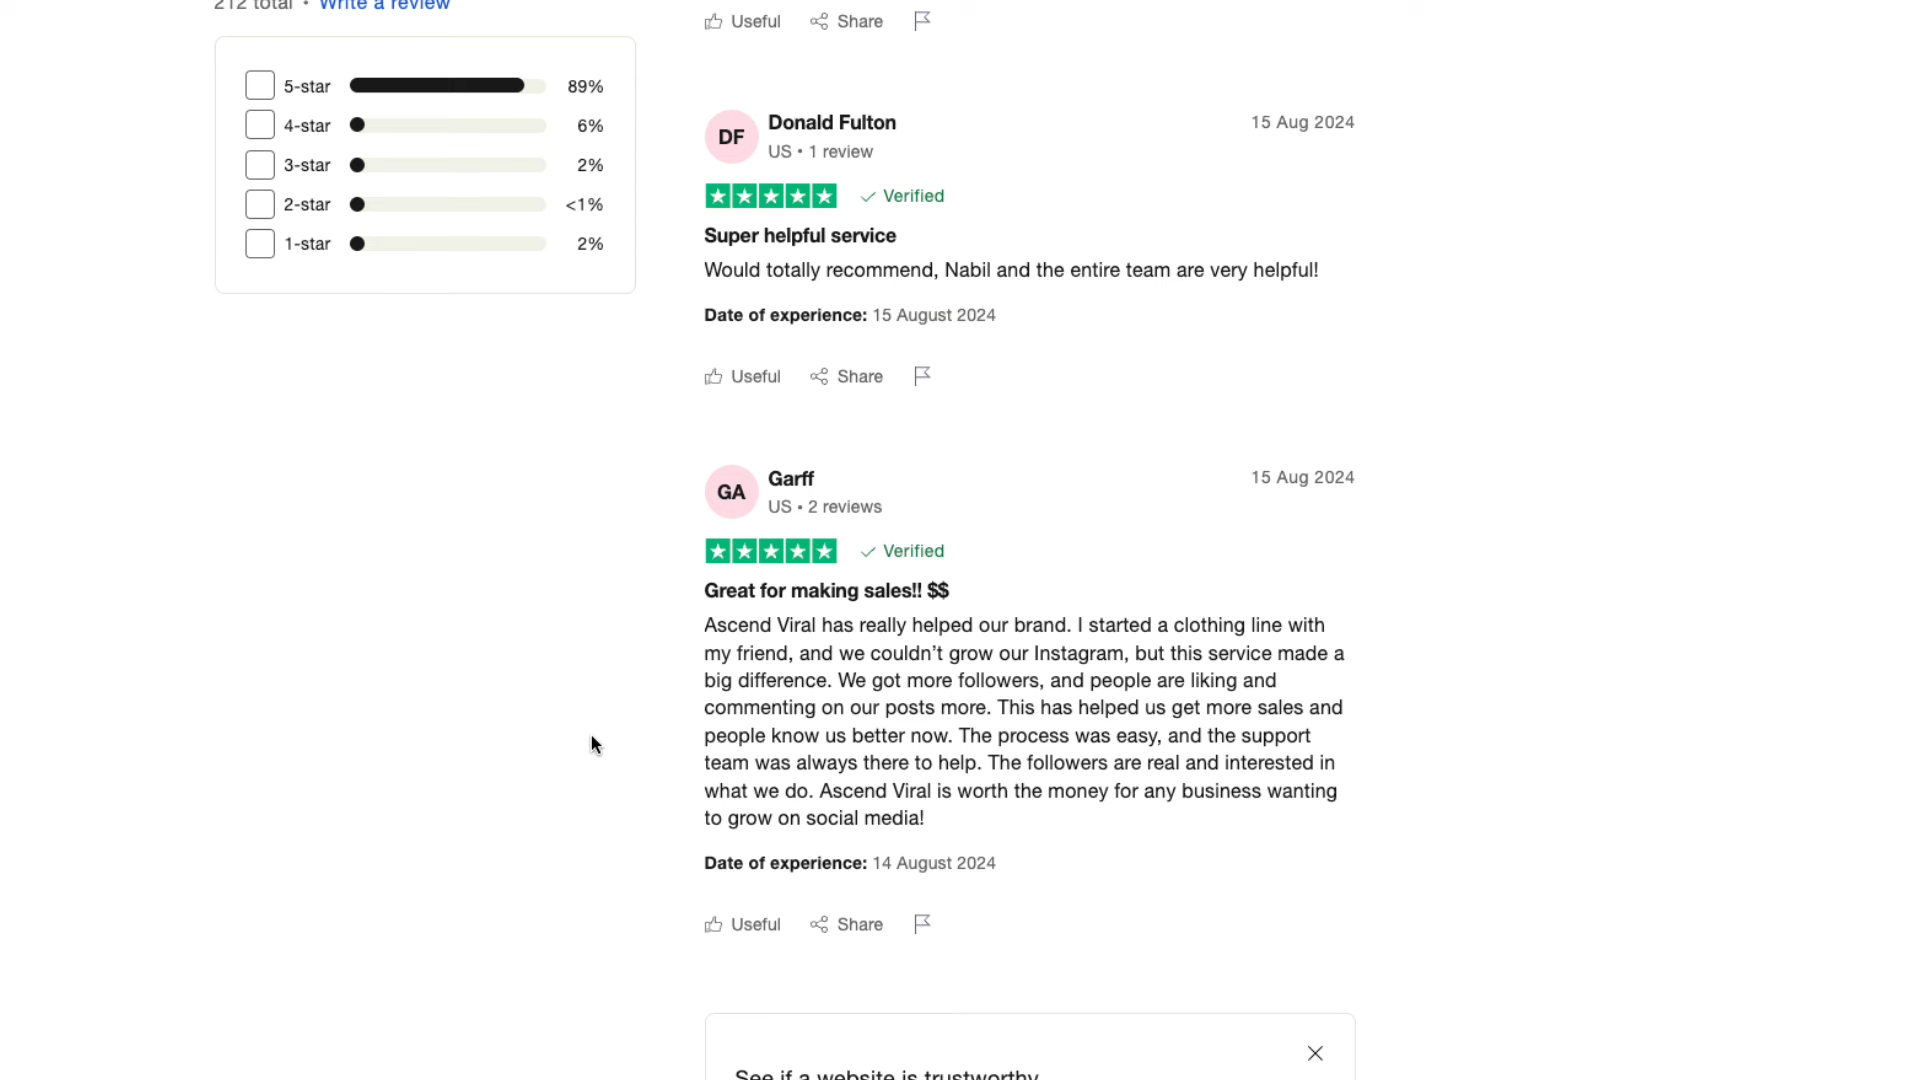 212 total • Write a review
5-star 89%
4-star 6%
3-star 2%
2-star <1%
1-star 2%
Useful Share
DF Donald Fulton 15 Aug 2024
US • 1 review
Verified
Super helpful service
Would totally recommend, Nabil and the entire team are very helpful!
Date of experience: 15 August 2024
Useful Share
GA Garff 15 Aug 2024
US • 2 reviews
Verified
Great for making sales!! $$
Ascend Viral has really helped our brand. I started a clothing line with
my friend, and we couldn’t grow our Instagram, but this service made a
big difference. We got more followers, and people are liking and
commenting on our posts more. This has helped us get more sales and
people know us better now. The process was easy, and the support
team was always there to help. The followers are real and interested in
what we do. Ascend Viral is worth the money for any business wanting
to grow on social media!
Date of experience: 14 August 2024
Useful Share
See if a website is trustworthy